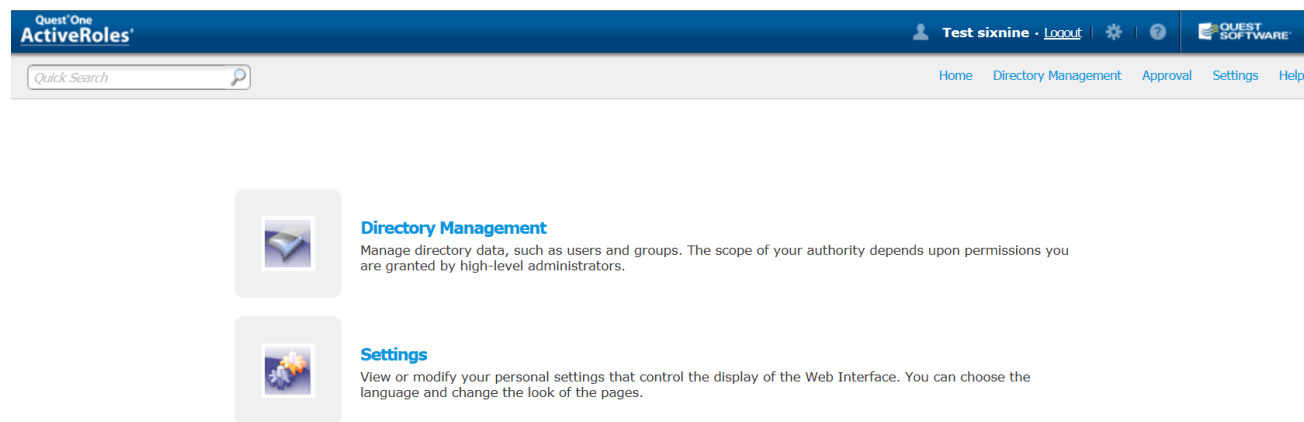 Quest One
ActiveRoles
Test sixnine · Logout
QUEST
SOFTWARE
Quick Search
Home Directory Management Approval Settings Help
Directory Management
Manage directory data, such as users and groups. The scope of your authority depends upon permissions you
are granted by high-level administrators.
Settings
View or modify your personal settings that control the display of the Web Interface. You can choose the
language and change the look of the pages.